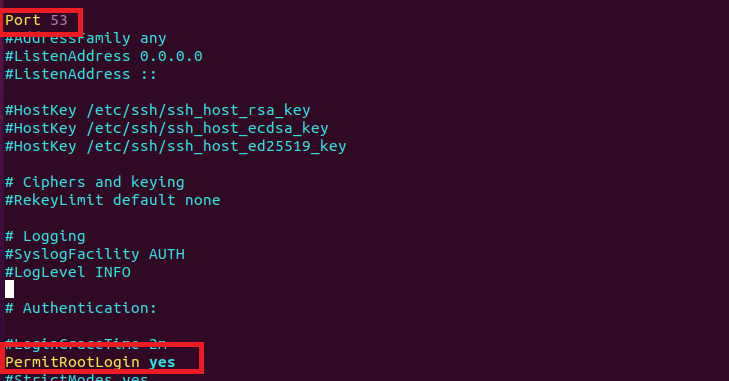 Port 53
#AddressFamily any
#ListenAddress 0.0.0.0
#ListenAddress ::
#HostKey /etc/ssh/ssh_host_rsa_key
#HostKey /etc/ssh/ssh_host_ecdsa_key
#HostKey /etc/ssh/ssh_host_ed25519_key
# Ciphers and keying
#RekeyLimit default none
# Logging
#SyslogFacility AUTH
#LogLevel INFO
# Authentication:
#LoginGraceTime 2m
PermitRootLogin yes
#StrictModes yes